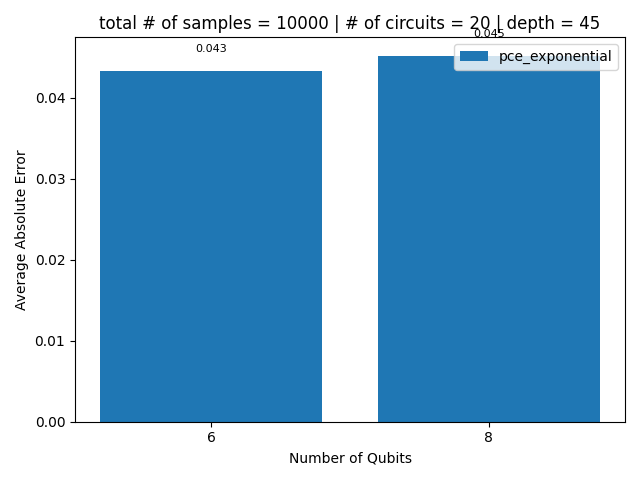 total # of samples = 10000 | # of circuits = 20 | depth = 45
0.043
0.045
pce_exponential
0.04
0.03
0.02
0.01
0.00
Average Absolute Error
6
8
Number of Qubits